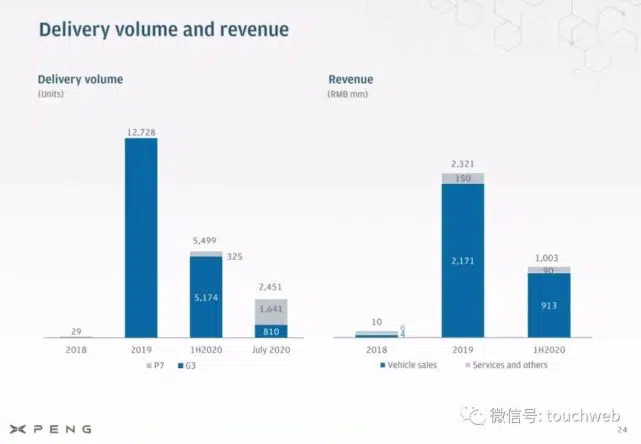 Delivery volume and revenue
Delivery volume
(Units)
12,728
5,499
325
5,174
2,451
1,641
810
29
2018
2019
1H2020
July 2020
P7
G3
Revenue
(RMB mm)
2,321
150
2,171
1,003
90
913
10
6
4
2018
2019
1H2020
Vehicle sales
Services and others
XPENG
微信号: touchweb
24